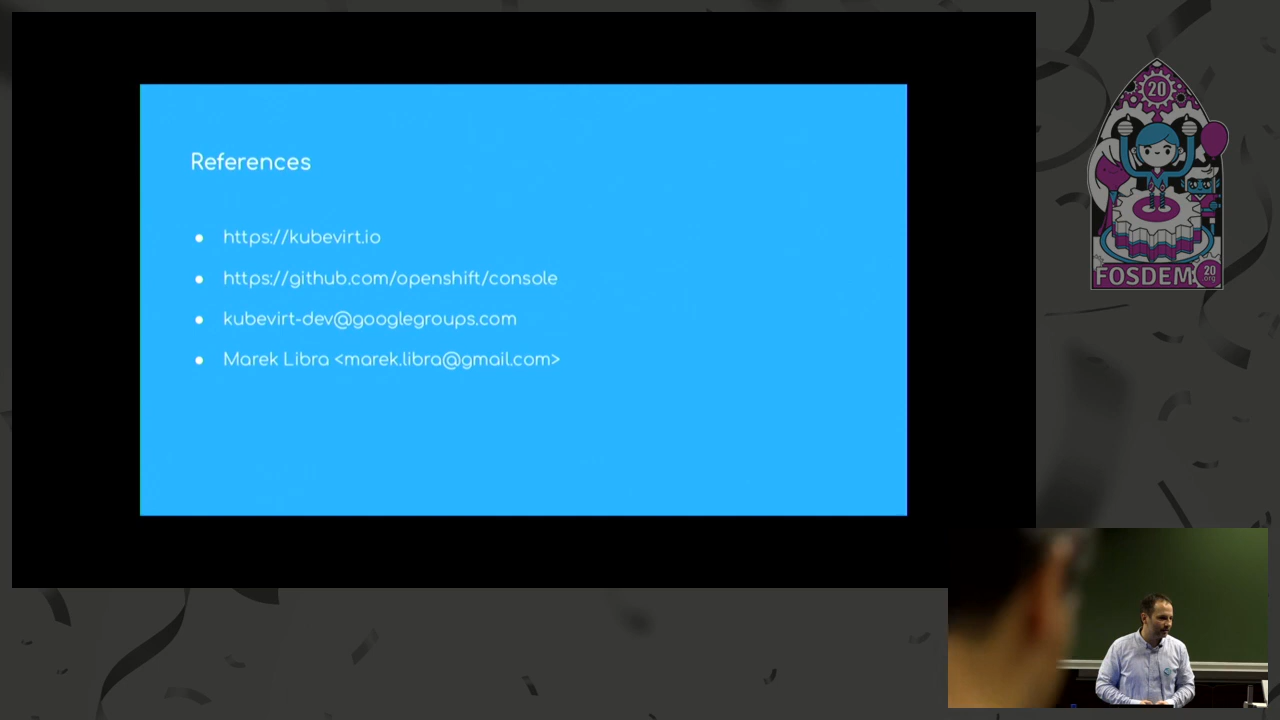 References
https://kubevirt.io
https://github.com/openshift/console
kubevirt-dev@googlegroups.com
Marek Libra <marek.libra@gmail.com>
20
FOSDEM
20
.org